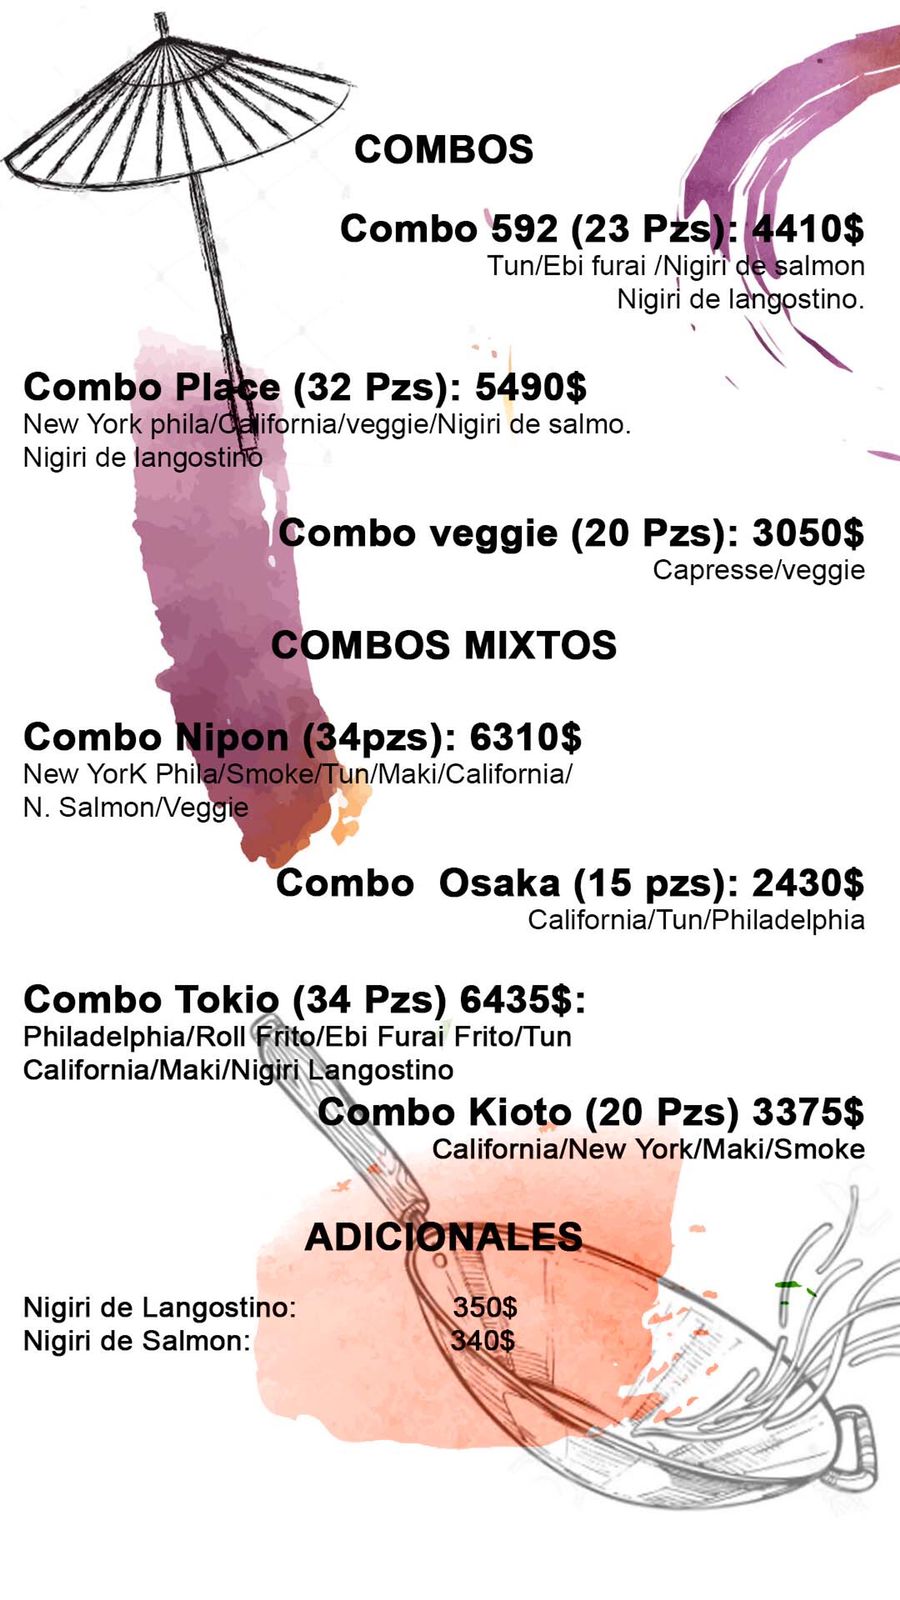 COMBOS
Combo 592 (23 Pzs): 4410$
Tun/Ebi furai /Nigiri de salmon
Nigiri de langostino.
Combo Place (32 Pzs): 5490$
New York phila/California/veggie/Nigiri de salmo.
Nigiri de langostino
Combo veggie (20 Pzs): 3050$
Capresse/veggie
COMBOS MIXTOS
Combo Nipon (34pzs): 6310$
New YorK Phila/Smoke/Tun/Maki/California/
N. Salmon/Veggie
Combo  Osaka (15 pzs): 2430$
California/Tun/Philadelphia
Combo Tokio (34 Pzs) 6435$:
Philadelphia/Roll Frito/Ebi Furai Frito/Tun
California/Maki/Nigiri Langostino
Combo Kioto (20 Pzs) 3375$
California/New York/Maki/Smoke
ADICIONALES
Nigiri de Langostino: 350$
Nigiri de Salmon: 340$